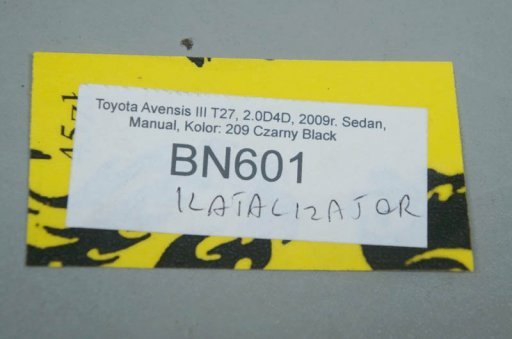 Toyota Avensis III T27, 2.0D4D, 2009r. Sedan,
Manual, Kolor: 209 Czarny Black
BN601
KATALIZATOR